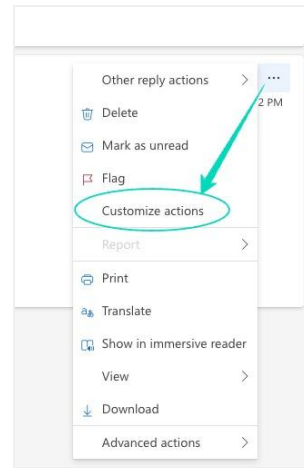 Other reply actions
...
2 PM
Delete
Mark as unread
Flag
Customize actions
Report
Print
Translate
Show in immersive reader
View
Download
Advanced actions